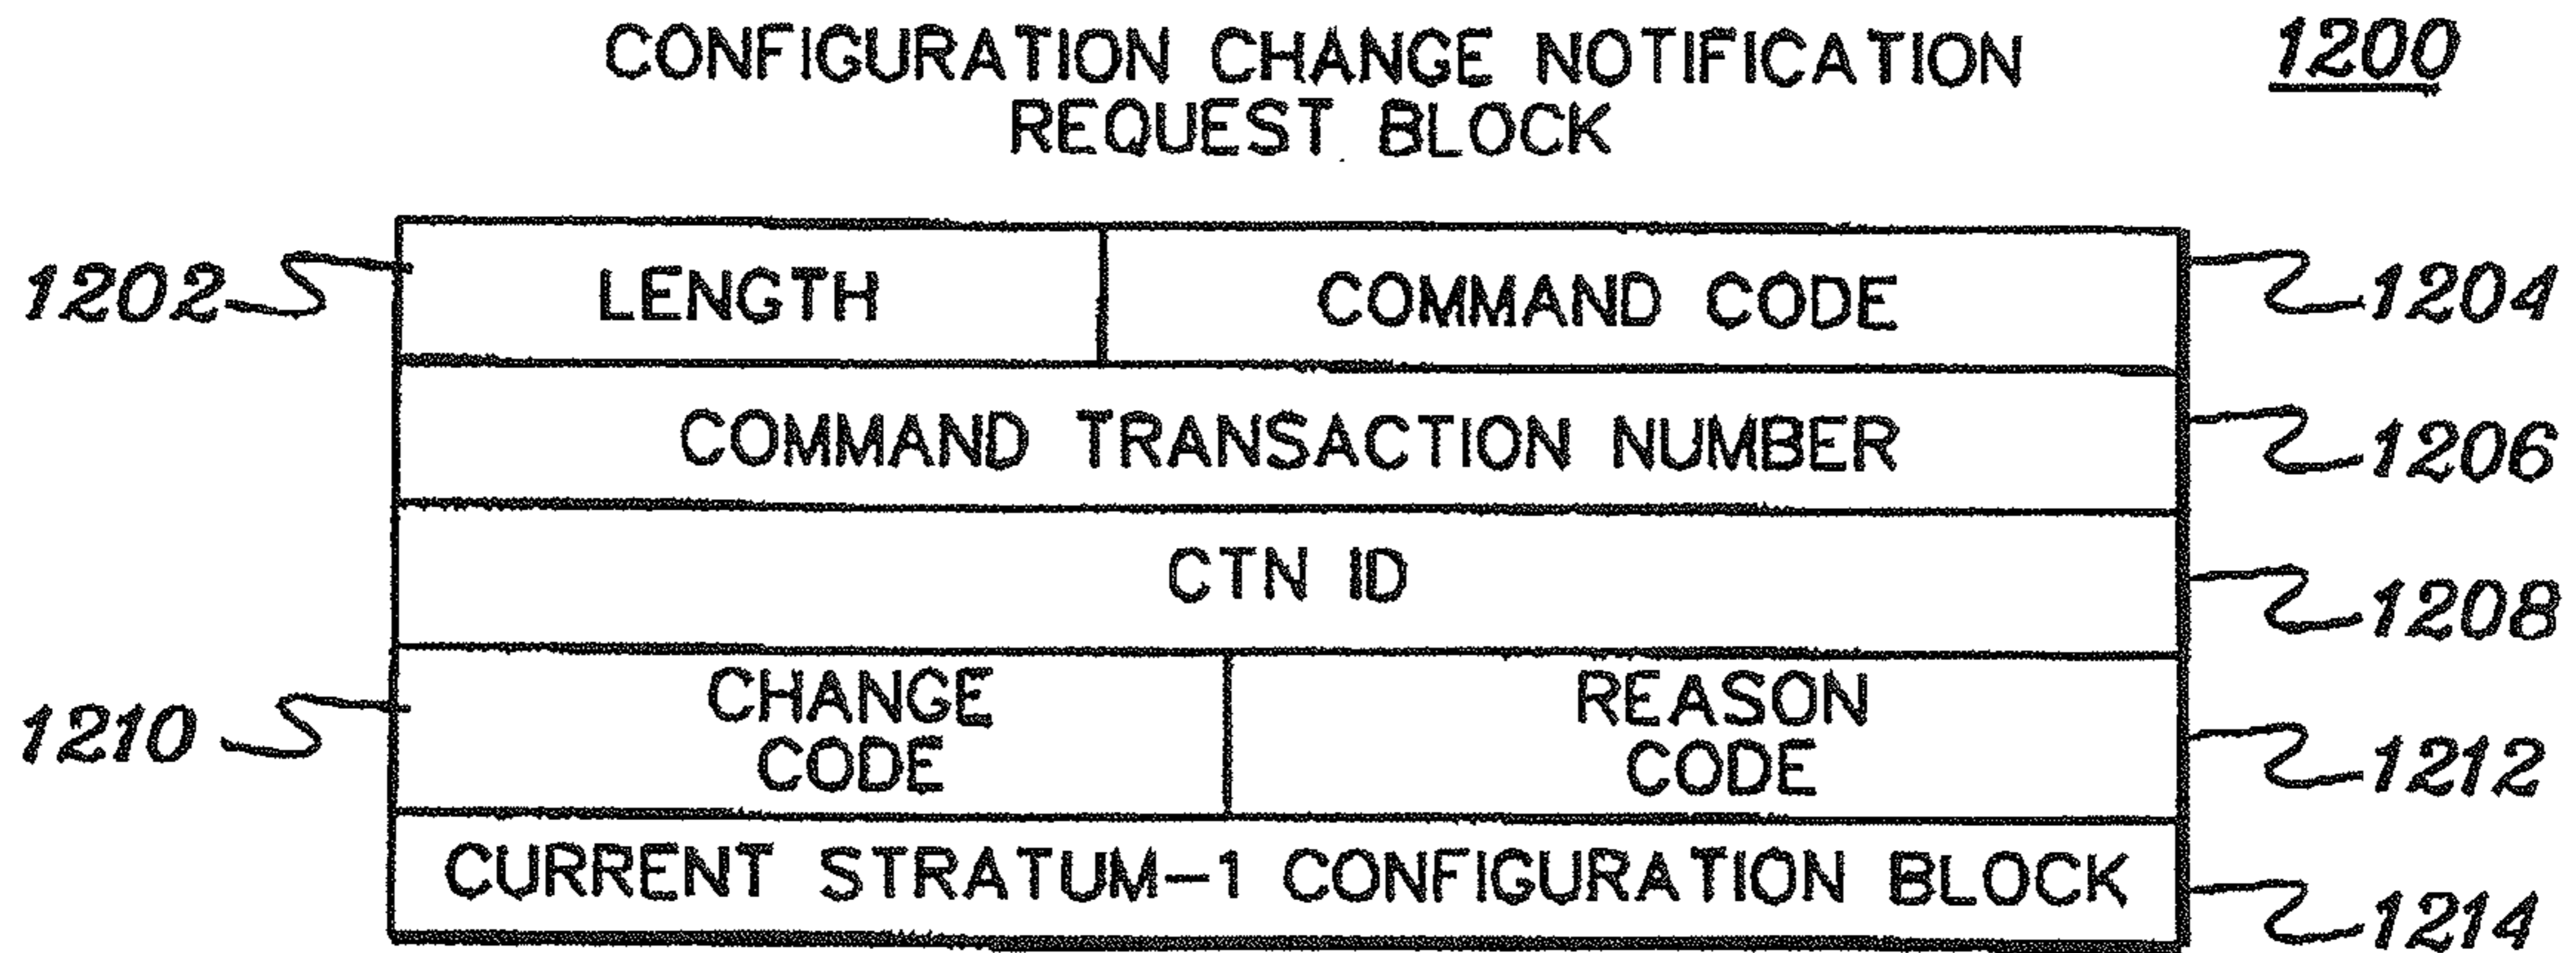 CONFIGURATION CHANGE NOTIFICATION 1200
REQUEST BLOCK
1202 LENGTH COMMAND CODE 1204
COMMAND TRANSACTION NUMBER 1206
CTN ID 1208
CHANGE REASON
1210 CODE CODE 1212
CURRENT STRATUM-1 CONFIGURATION BLOCK 1214